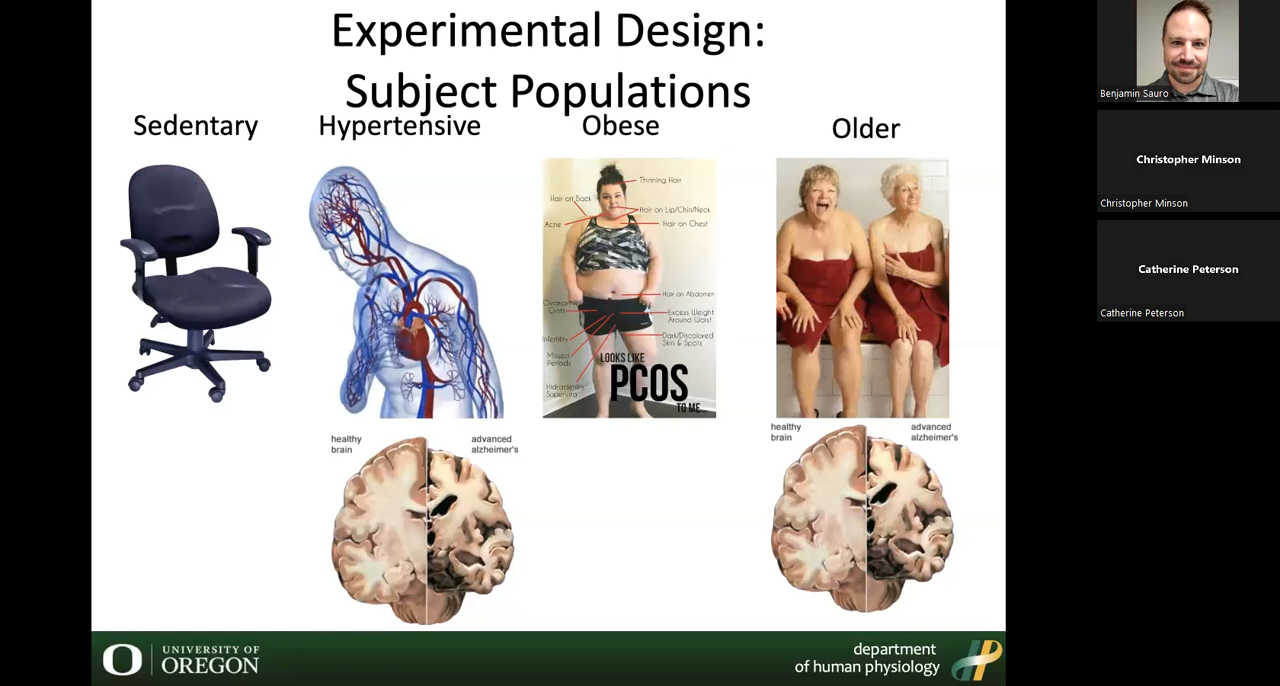 Experimental Design:
Subject Populations
Sedentary
Hypertensive
Obese
Older
Thinning Hair
Hair on Back
Hair on Lip/Chin/Neck
Acne
Hair on Chest
Hair on Abdomen
Ovarian
Cysts
Excess Weight
Around Waist
Infertility
Dark/Discolored
Skin & Spots
Missed
Periods
LOOKS LIKE
PCOS
TO ME...
Hidradenitis
healthy
brain
advanced
alzheimer's
healthy
brain
advanced
alzheimer's
UNIVERSITY OF
OREGON
department
of human physiology
Benjamin Sauro
Christopher Minson
Christopher Minson
Catherine Peterson
Catherine Peterson